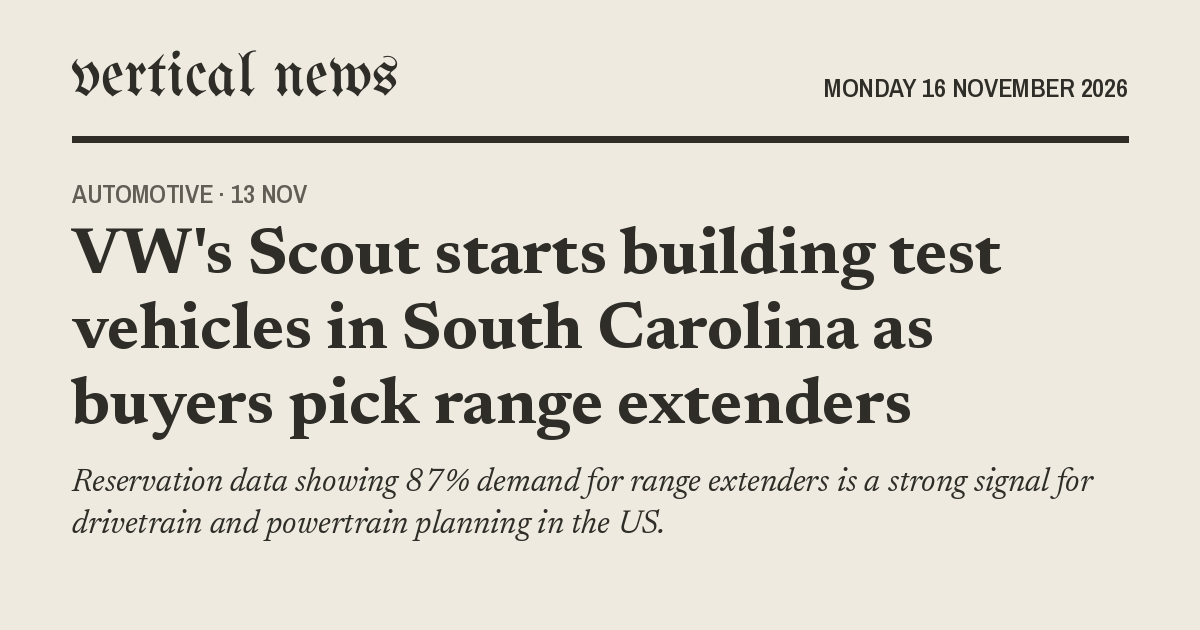 vertical news
MONDAY 16 NOVEMBER 2026
AUTOMOTIVE · 13 NOV
VW's Scout starts building test
vehicles in South Carolina as
buyers pick range extenders
Reservation data showing 87% demand for range extenders is a strong signal for
drivetrain and powertrain planning in the US.